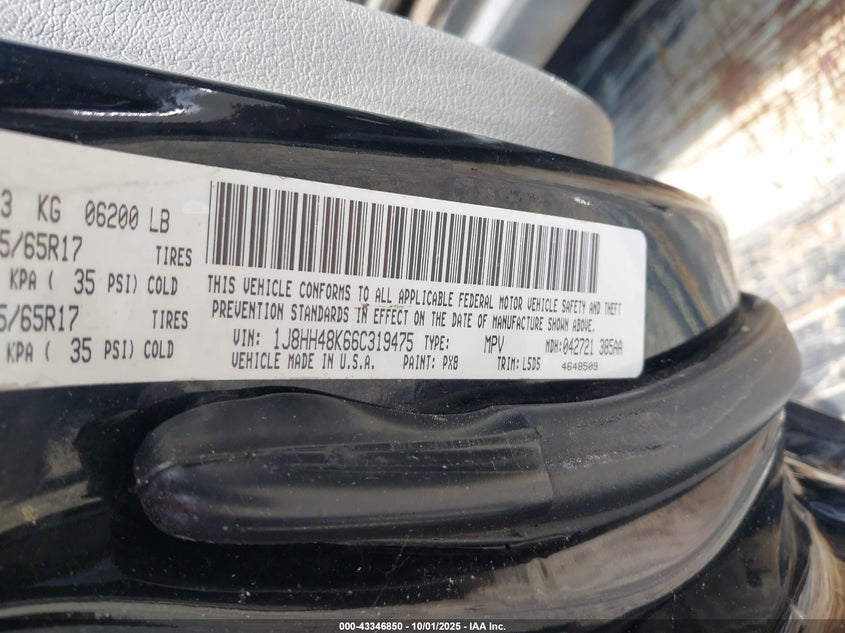 3 KG 06200 LB
5/65R17 TIRES
KPA ( 35 PSI) COLD
5/65R17 TIRES
KPA ( 35 PSI) COLD
THIS VEHICLE CONFORMS TO ALL APPLICABLE FEDERAL MOTOR VEHICLE SAFETY AND THEFT
PREVENTION STANDARDS IN EFFECT ON THE DATE OF MANUFACTURE SHOWN ABOVE.
VIN: 1J8HH48K66C319475 TYPE: MPV MDH: 042721 385AA
VEHICLE MADE IN U.S.A. PAINT: PX8 TRIM: L5D5 4648509
000-43346850 - 10/01/2025 - IAA Inc.